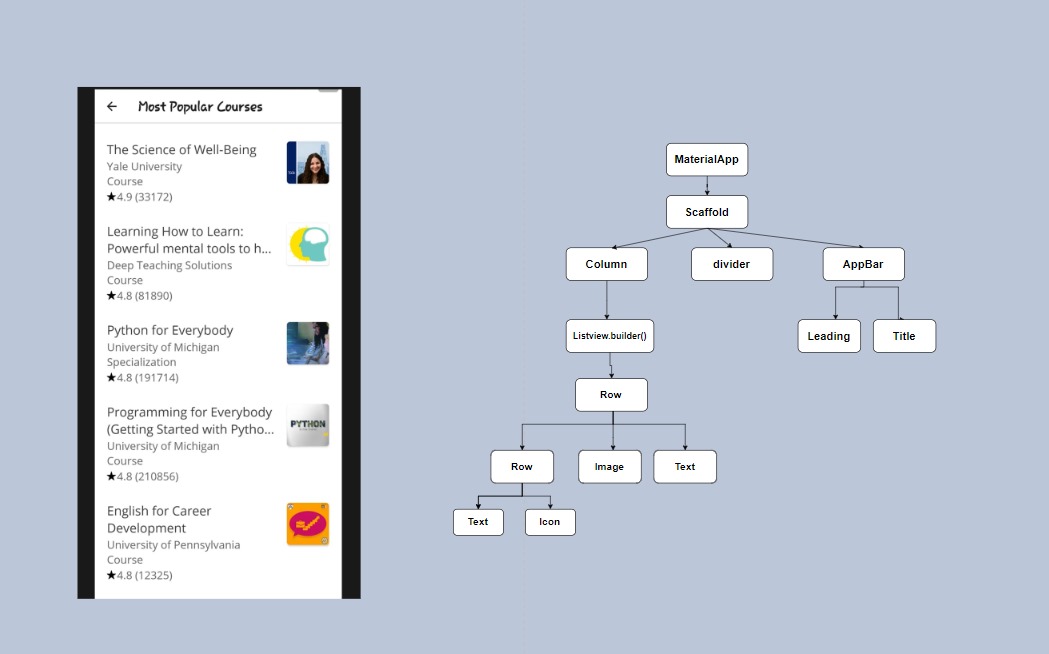 Most Popular Courses
The Science of Well-Being
Yale University
Course
★4.9 (33172)
Learning How to Learn:
Powerful mental tools to h...
Deep Teaching Solutions
Course
★4.8 (81890)
Python for Everybody
University of Michigan
Specialization
★4.8 (191714)
Programming for Everybody
(Getting Started with Pytho...
University of Michigan
Course
★4.8 (210856)
PYTHON
English for Career
Development
University of Pennsylvania
Course
★4.8 (12325)
MaterialApp
Scaffold
Column
divider
AppBar
Listview.builder()
Leading
Title
Row
Row
Image
Text
Text
Icon